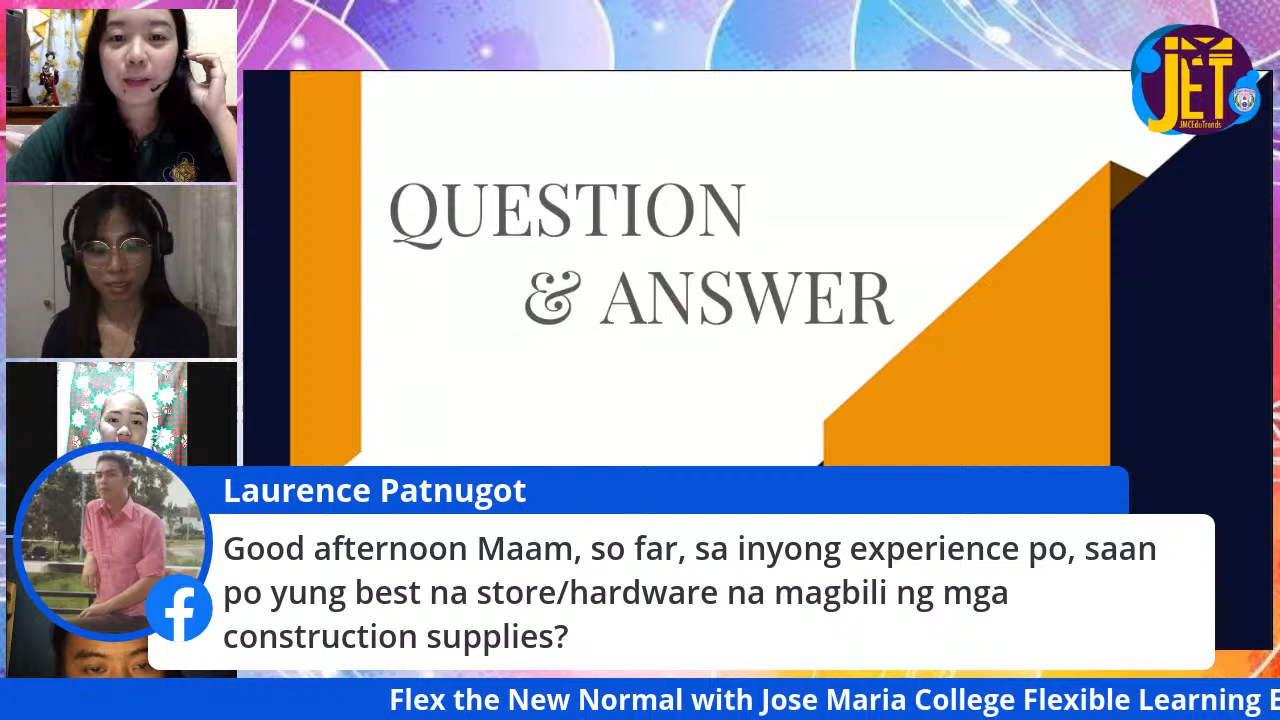 JET
JMCEduTrends
QUESTION
& ANSWER
Laurence Patnugot
Good afternoon Maam, so far, sa inyong experience po, saan
po yung best na store/hardware na magbili ng mga
construction supplies?
Flex the New Normal with Jose Maria College Flexible Learning E